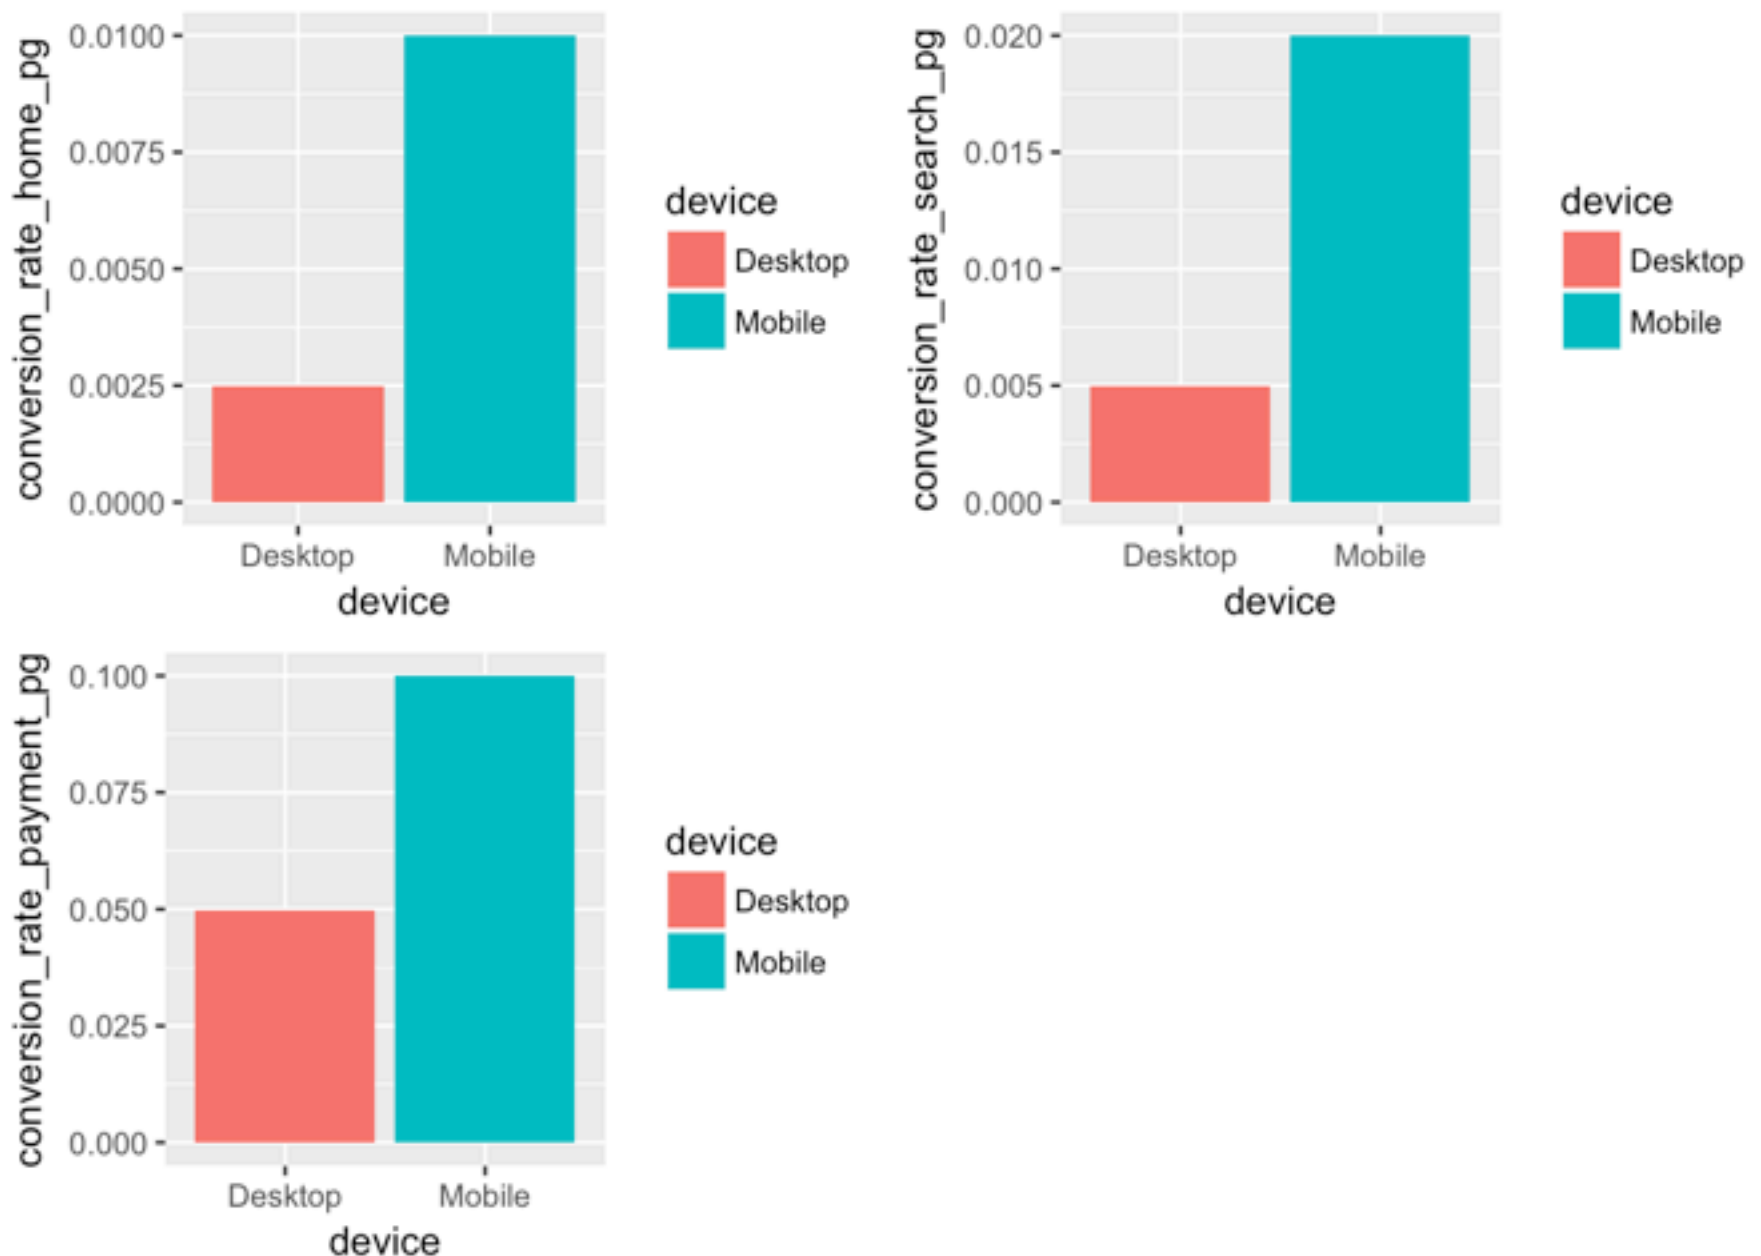 conversion_rate_home_pg
0.0100
0.0075
0.0050
0.0025
0.0000
Desktop Mobile
device
device
Desktop
Mobile
conversion_rate_search_pg
0.020
0.015
0.010
0.005
0.000
Desktop Mobile
device
device
Desktop
Mobile
conversion_rate_payment_pg
0.100
0.075
0.050
0.025
0.000
Desktop Mobile
device
device
Desktop
Mobile